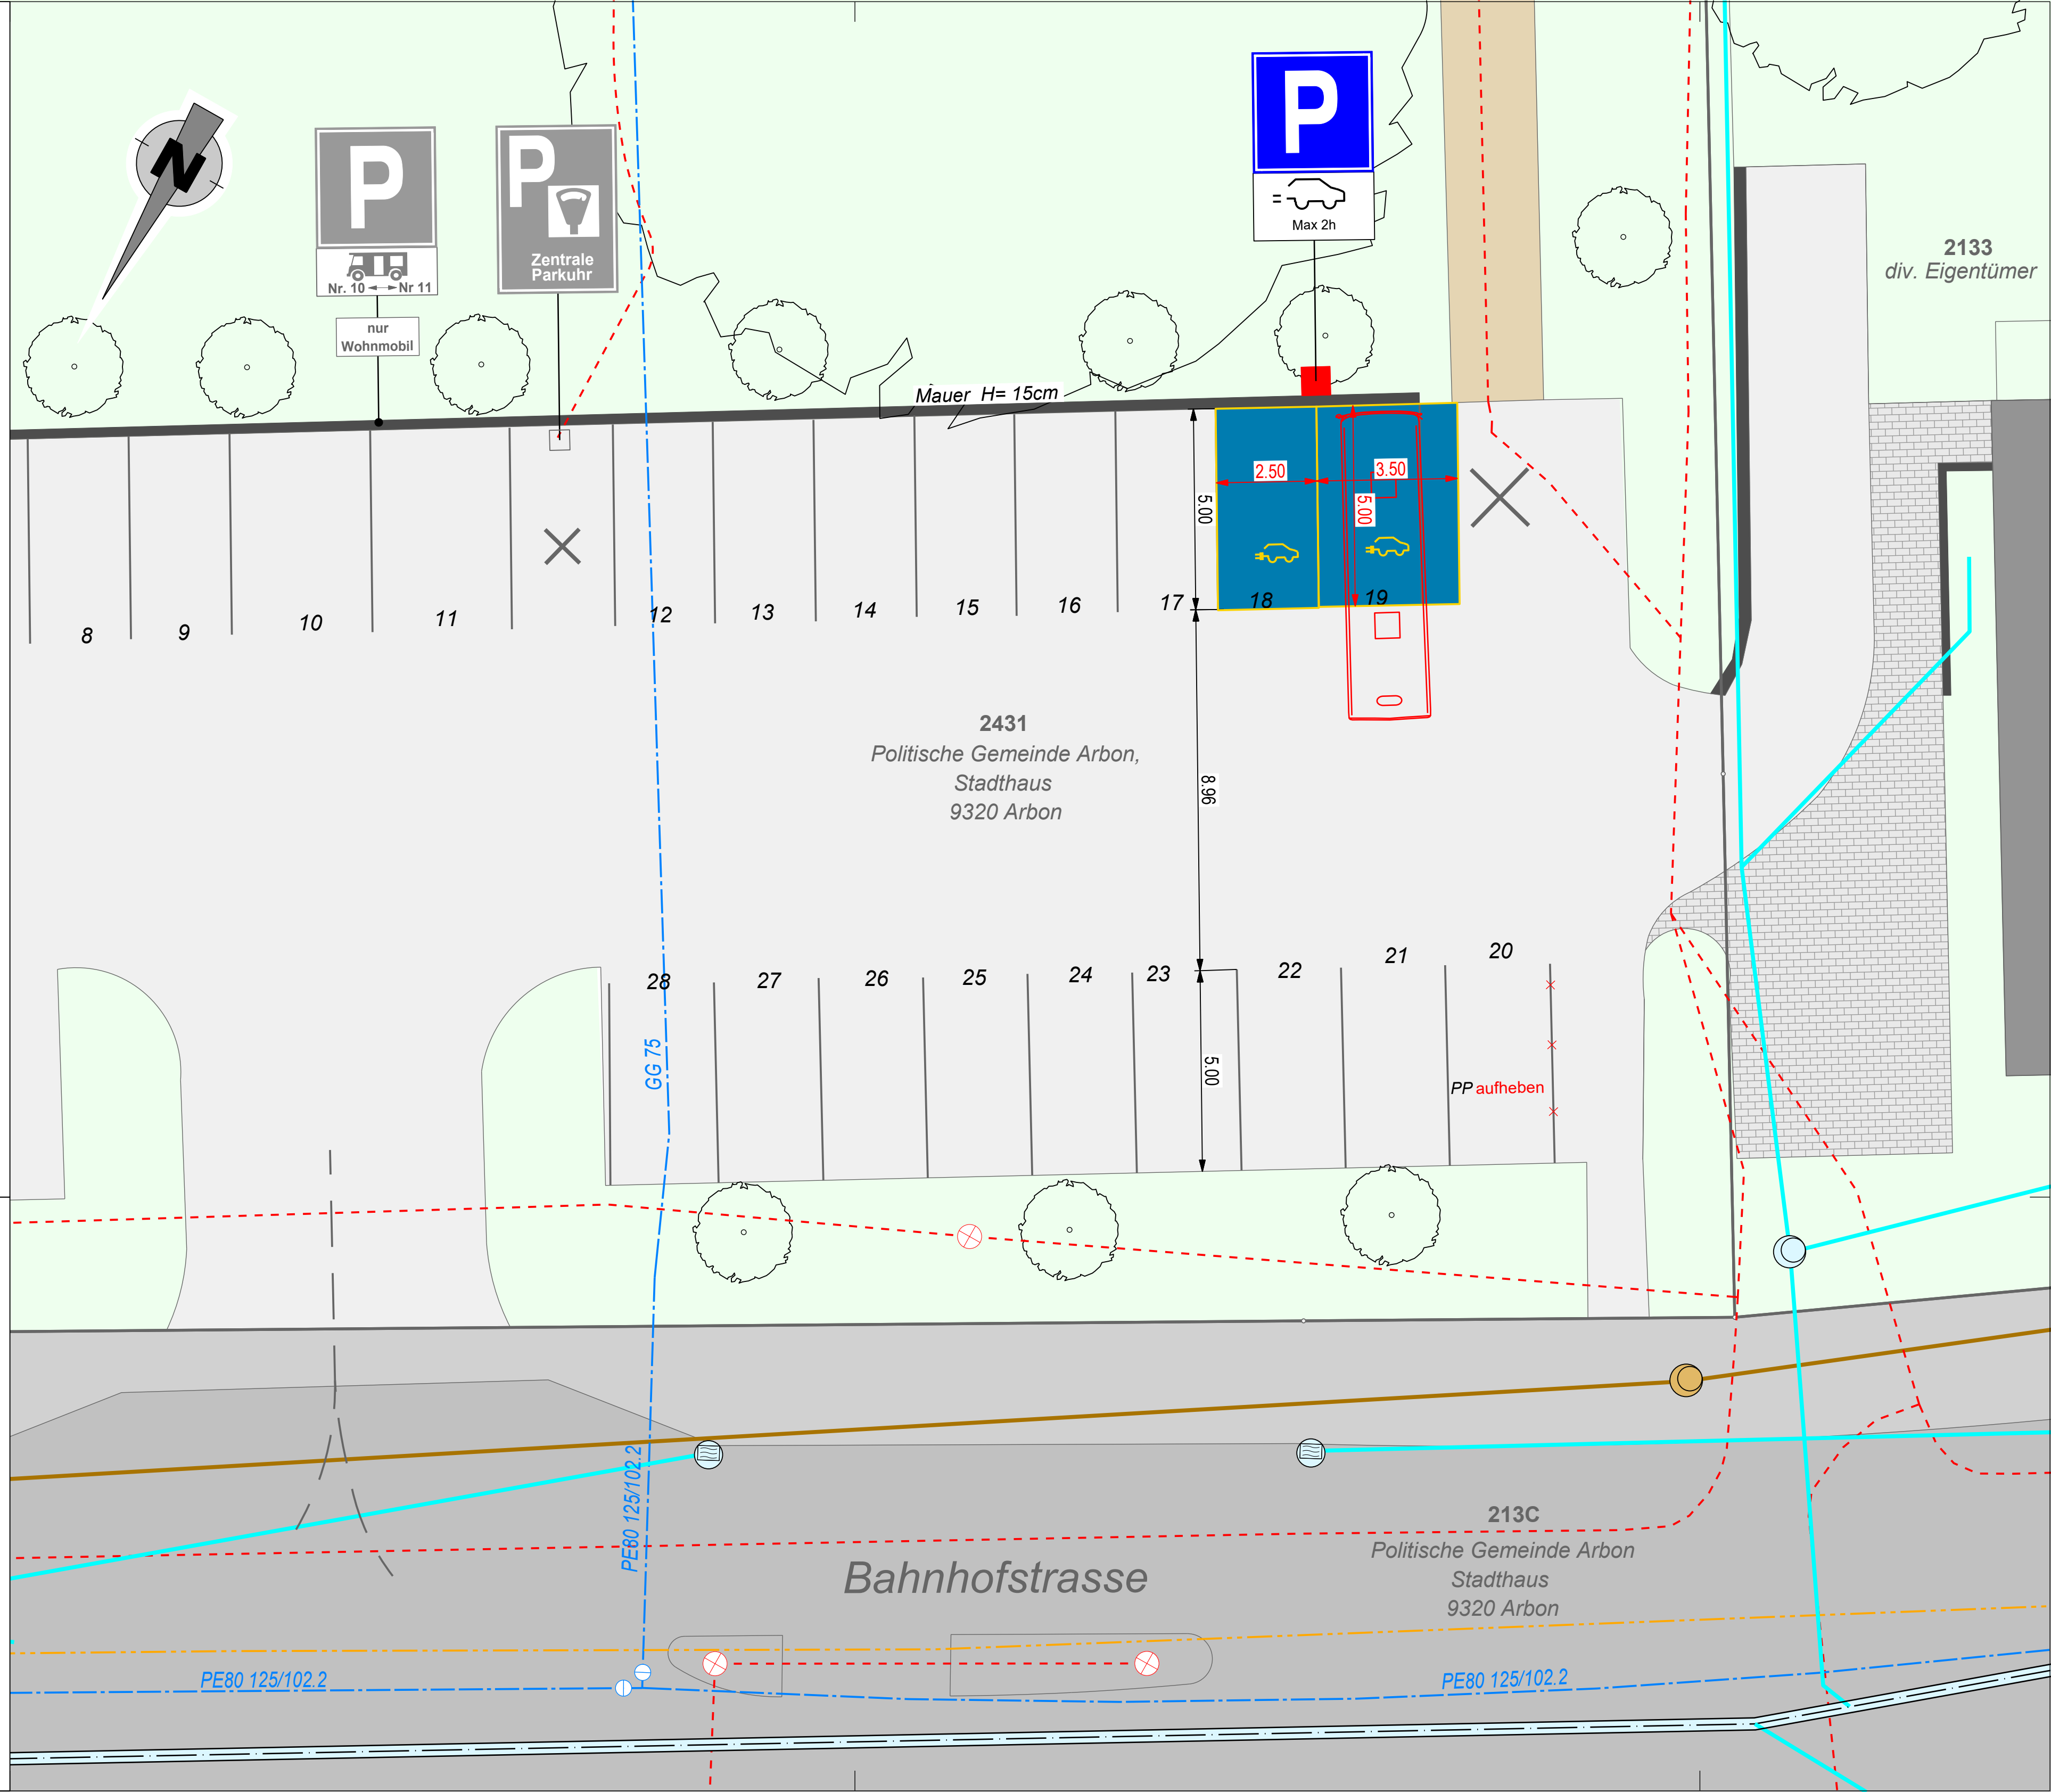 N
P
Nr. 10 Nr 11
nur
Wohnmobil
P
Zentrale
Parkuhr
P
Max 2h
2133
div. Eigentümer
Mauer H= 15cm
2.50
3.50
5.00
5.00
8
9
10
11
12
13
14
15
16
17
18
19
2431
Politische Gemeinde Arbon,
Stadthaus
9320 Arbon
8.96
28
27
26
25
24
23
22
21
20
GG 75
5.00
PP aufheben
PE80 125/102.2
213C
Politische Gemeinde Arbon
Stadthaus
9320 Arbon
Bahnhofstrasse
PE80 125/102.2
PE80 125/102.2